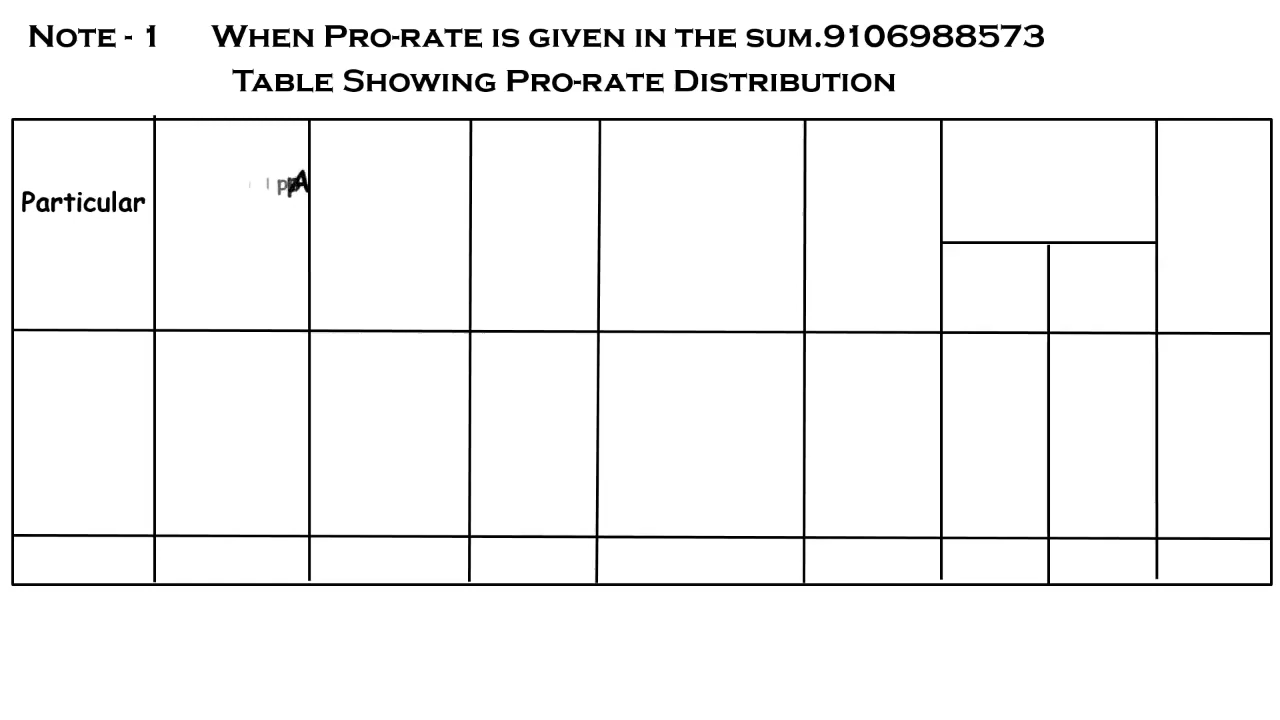 NOTE - 1 WHEN PRO-RATE IS GIVEN IN THE SUM.9106988573
TABLE SHOWING PRO-RATE DISTRIBUTION
Particular